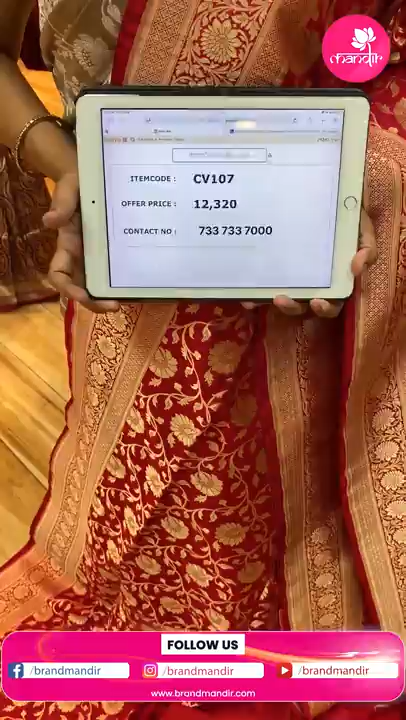 mandir
ITEMCODE : CV107
OFFER PRICE : 12,320
CONTACT NO : 733 733 7000
FOLLOW US
/brandmandir /brandmandir /brandmandir
www.brandmandir.com